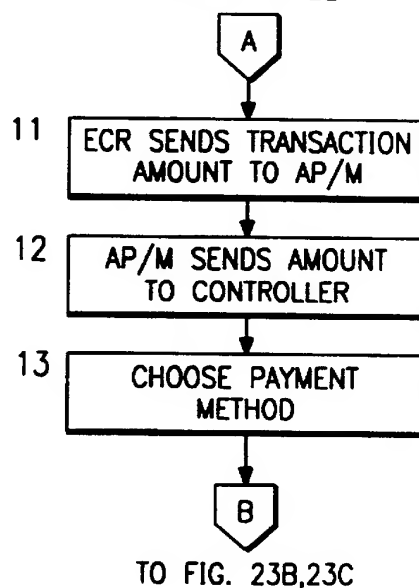 A
11
ECR SENDS TRANSACTION
AMOUNT TO AP/M
12
AP/M SENDS AMOUNT
TO CONTROLLER
13
CHOOSE PAYMENT
METHOD
B
TO FIG. 23B,23C